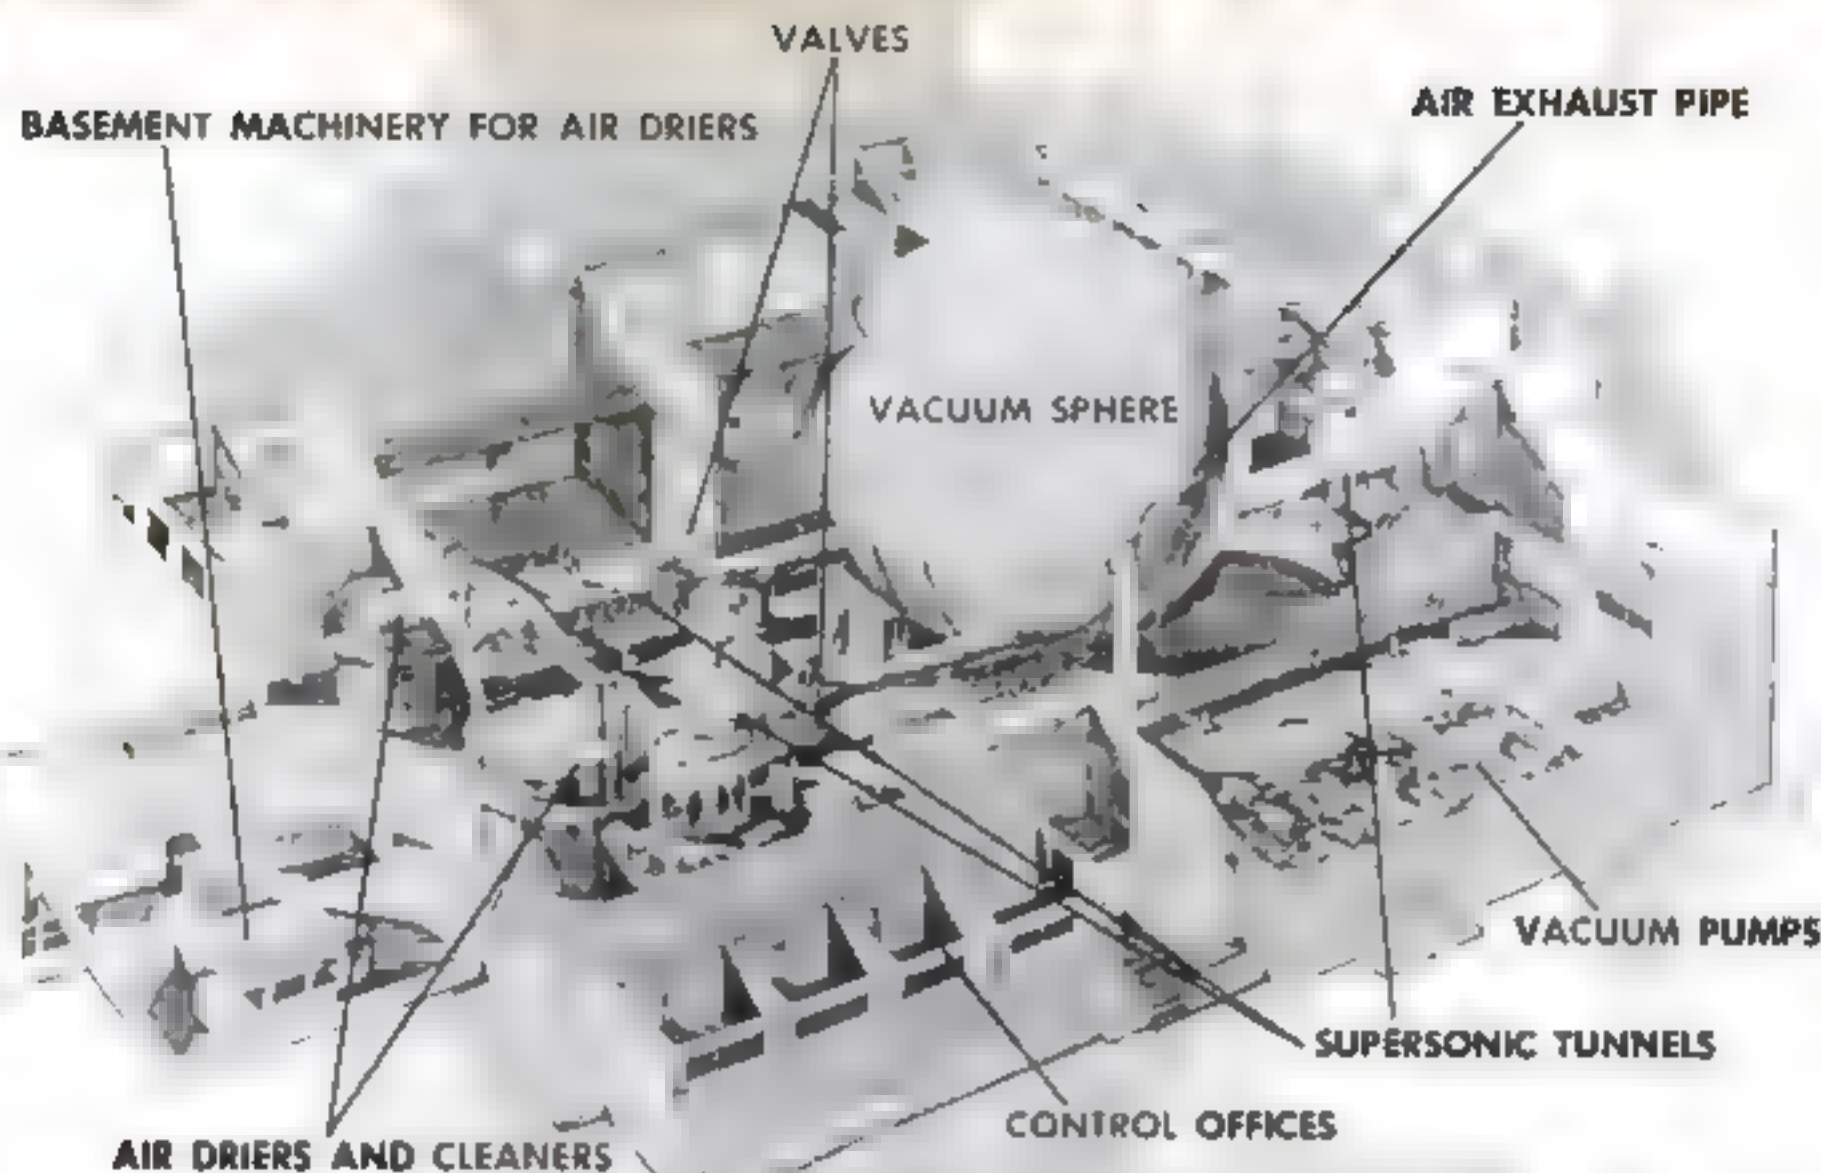 VALVES
AIR EXHAUST PIPE
BASEMENT MACHINERY FOR AIR DRIERS
VACUUM SPHERE
VACUUM PUMPS
SUPERSONIC TUNNELS
CONTROL OFFICES
AIR DRIERS AND CLEANERS